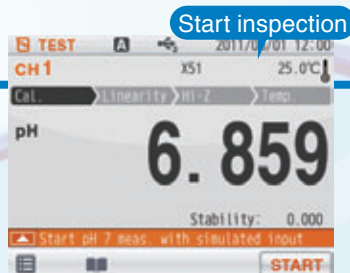 Start inspection
TEST A 2011/ /01 12:00
CH1 X51 25.0℃
Cal. Linearity Hi-Z Temp.
pH 6.859
Stability: 0.000
Start pH 7 meas. with simulated input
START